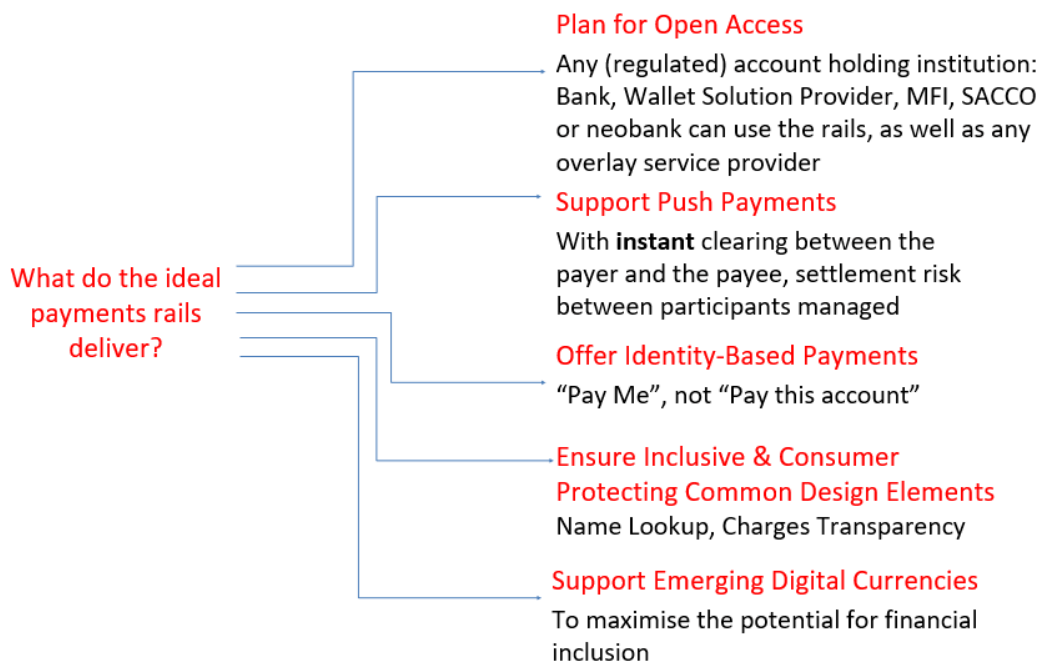 What do the ideal
payments rails
deliver?
Plan for Open Access
Any (regulated) account holding institution:
Bank, Wallet Solution Provider, MFI, SACCO
or neobank can use the rails, as well as any
overlay service provider
Support Push Payments
With instant clearing between the
payer and the payee, settlement risk
between participants managed
Offer Identity-Based Payments
“Pay Me”, not “Pay this account”
Ensure Inclusive & Consumer
Protecting Common Design Elements
Name Lookup, Charges Transparency
Support Emerging Digital Currencies
To maximise the potential for financial
inclusion